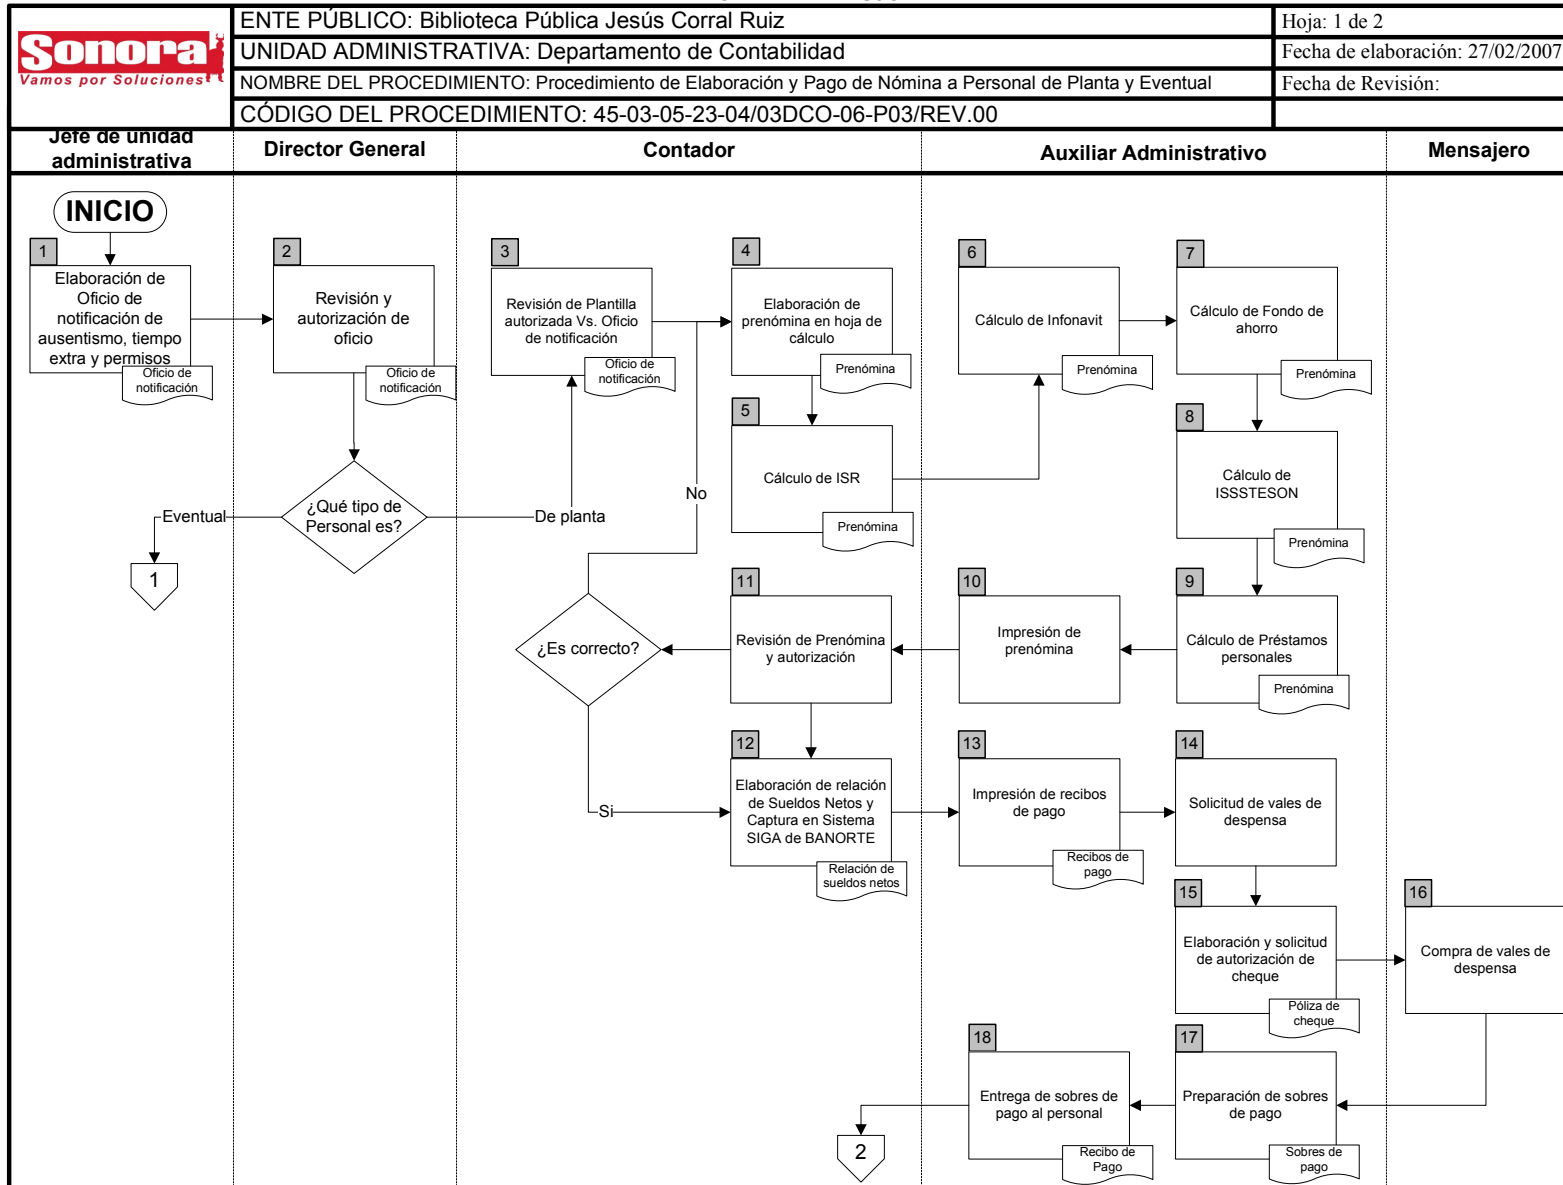 Sonora
Vamos por Soluciones
ENTE PÚBLICO: Biblioteca Pública Jesús Corral Ruiz
Hoja: 1 de 2
UNIDAD ADMINISTRATIVA: Departamento de Contabilidad
Fecha de elaboración: 27/02/2007
NOMBRE DEL PROCEDIMIENTO: Procedimiento de Elaboración y Pago de Nómina a Personal de Planta y Eventual
Fecha de Revisión:
CÓDIGO DEL PROCEDIMIENTO: 45-03-05-23-04/03DCO-06-P03/REV.00
Jefe de unidad
administrativa
Director General
Contador
Auxiliar Administrativo
Mensajero
INICIO
1
Elaboración de
Oficio de
notificación de
ausentismo, tiempo
extra y permisos
Oficio de
notificación
2
Revisión y
autorización de
oficio
Oficio de
notificación
3
Revisión de Plantilla
autorizada Vs. Oficio
de notificación
Oficio de
notificación
4
Elaboración de
prenómina en hoja de
cálculo
Prenómina
5
Cálculo de ISR
Prenómina
6
Cálculo de Infonavit
Prenómina
7
Cálculo de Fondo de
ahorro
Prenómina
8
Cálculo de
ISSSTESON
Prenómina
¿Qué tipo de
Personal es?
Eventual
De planta
No
1
9
Cálculo de Préstamos
personales
Prenómina
10
Impresión de
prenómina
11
Revisión de Prenómina
y autorización
¿Es correcto?
Si
12
Elaboración de relación
de Sueldos Netos y
Captura en Sistema
SIGA de BANORTE
Relación de
sueldos netos
13
Impresión de recibos
de pago
Recibos de
pago
14
Solicitud de vales de
despensa
15
Elaboración y solicitud
de autorización de
cheque
Póliza de
cheque
16
Compra de vales de
despensa
17
Preparación de sobres
de pago
Sobres de
pago
18
Entrega de sobres de
pago al personal
Recibo de
Pago
2